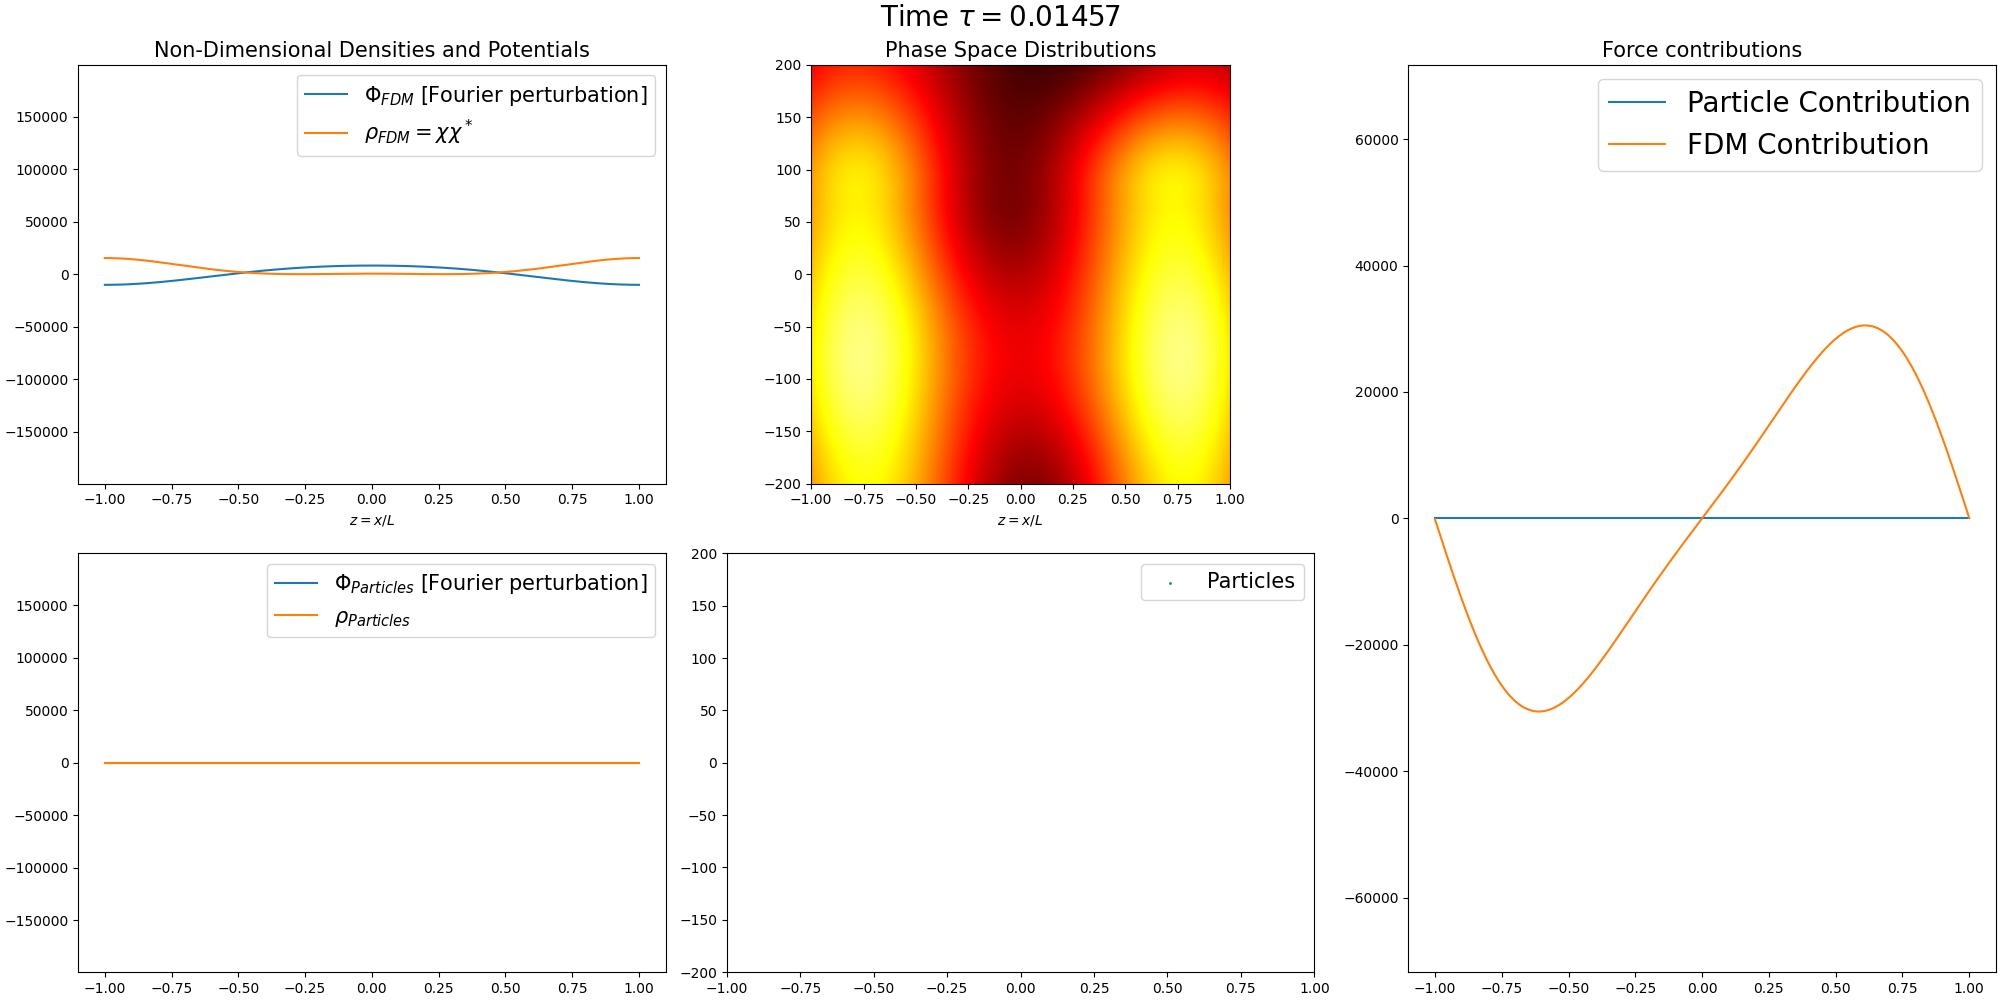 Time τ = 0.01457
Non-Dimensional Densities and Potentials
Φ_FDM [Fourier perturbation]
ρ_FDM = χχ*
150000
100000
50000
0
−50000
−100000
−150000
−1.00 −0.75 −0.50 −0.25 0.00 0.25 0.50 0.75 1.00
z = x/L
Phase Space Distributions
200
150
100
50
0
−50
−100
−150
−200
−1.00 −0.75 −0.50 −0.25 0.00 0.25 0.50 0.75 1.00
z = x/L
Force contributions
Particle Contribution
FDM Contribution
60000
40000
20000
0
−20000
−40000
−60000
−1.00 −0.75 −0.50 −0.25 0.00 0.25 0.50 0.75 1.00
Φ_Particles [Fourier perturbation]
ρ_Particles
150000
100000
50000
0
−50000
−100000
−150000
−1.00 −0.75 −0.50 −0.25 0.00 0.25 0.50 0.75 1.00
Particles
200
150
100
50
0
−50
−100
−150
−200
−1.00 −0.75 −0.50 −0.25 0.00 0.25 0.50 0.75 1.00